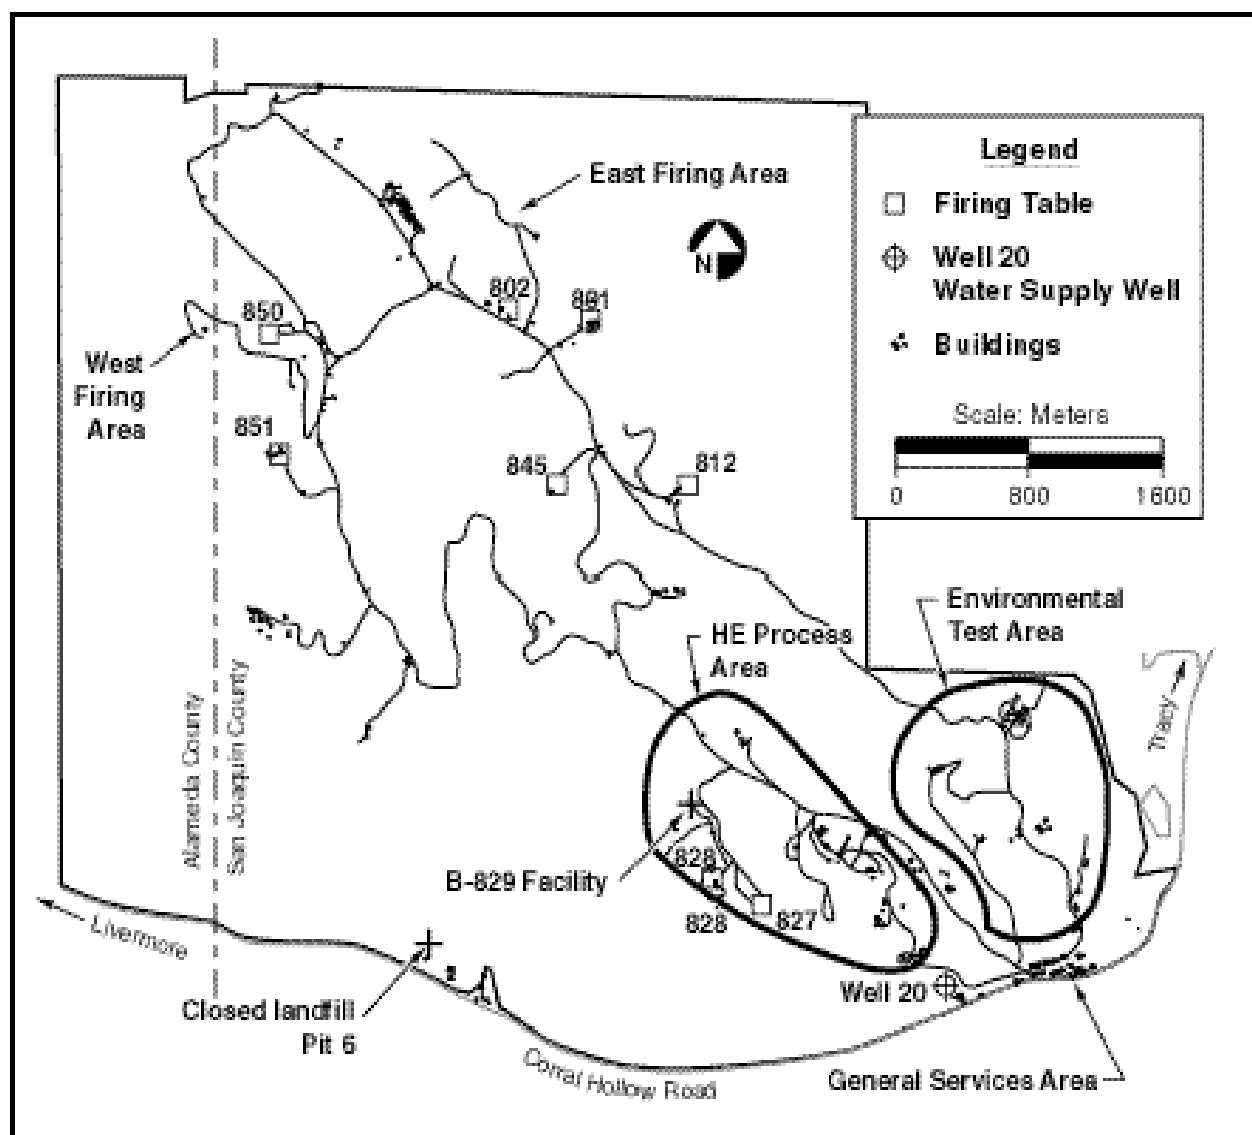 Legend
Firing Table
Well 20
Water Supply Well
Buildings
Scale: Meters
0 800 1600
East Firing Area
N
802
850
West
Firing
Area
851
845
812
Environmental
Test Area
HE Process
Area
Tracy
Alameda County
San Joaquin County
828
B-829 Facility
828
827
Livermore
Closed landfill
Pit 6
Well 20
Corral Hollow Road
General Services Area